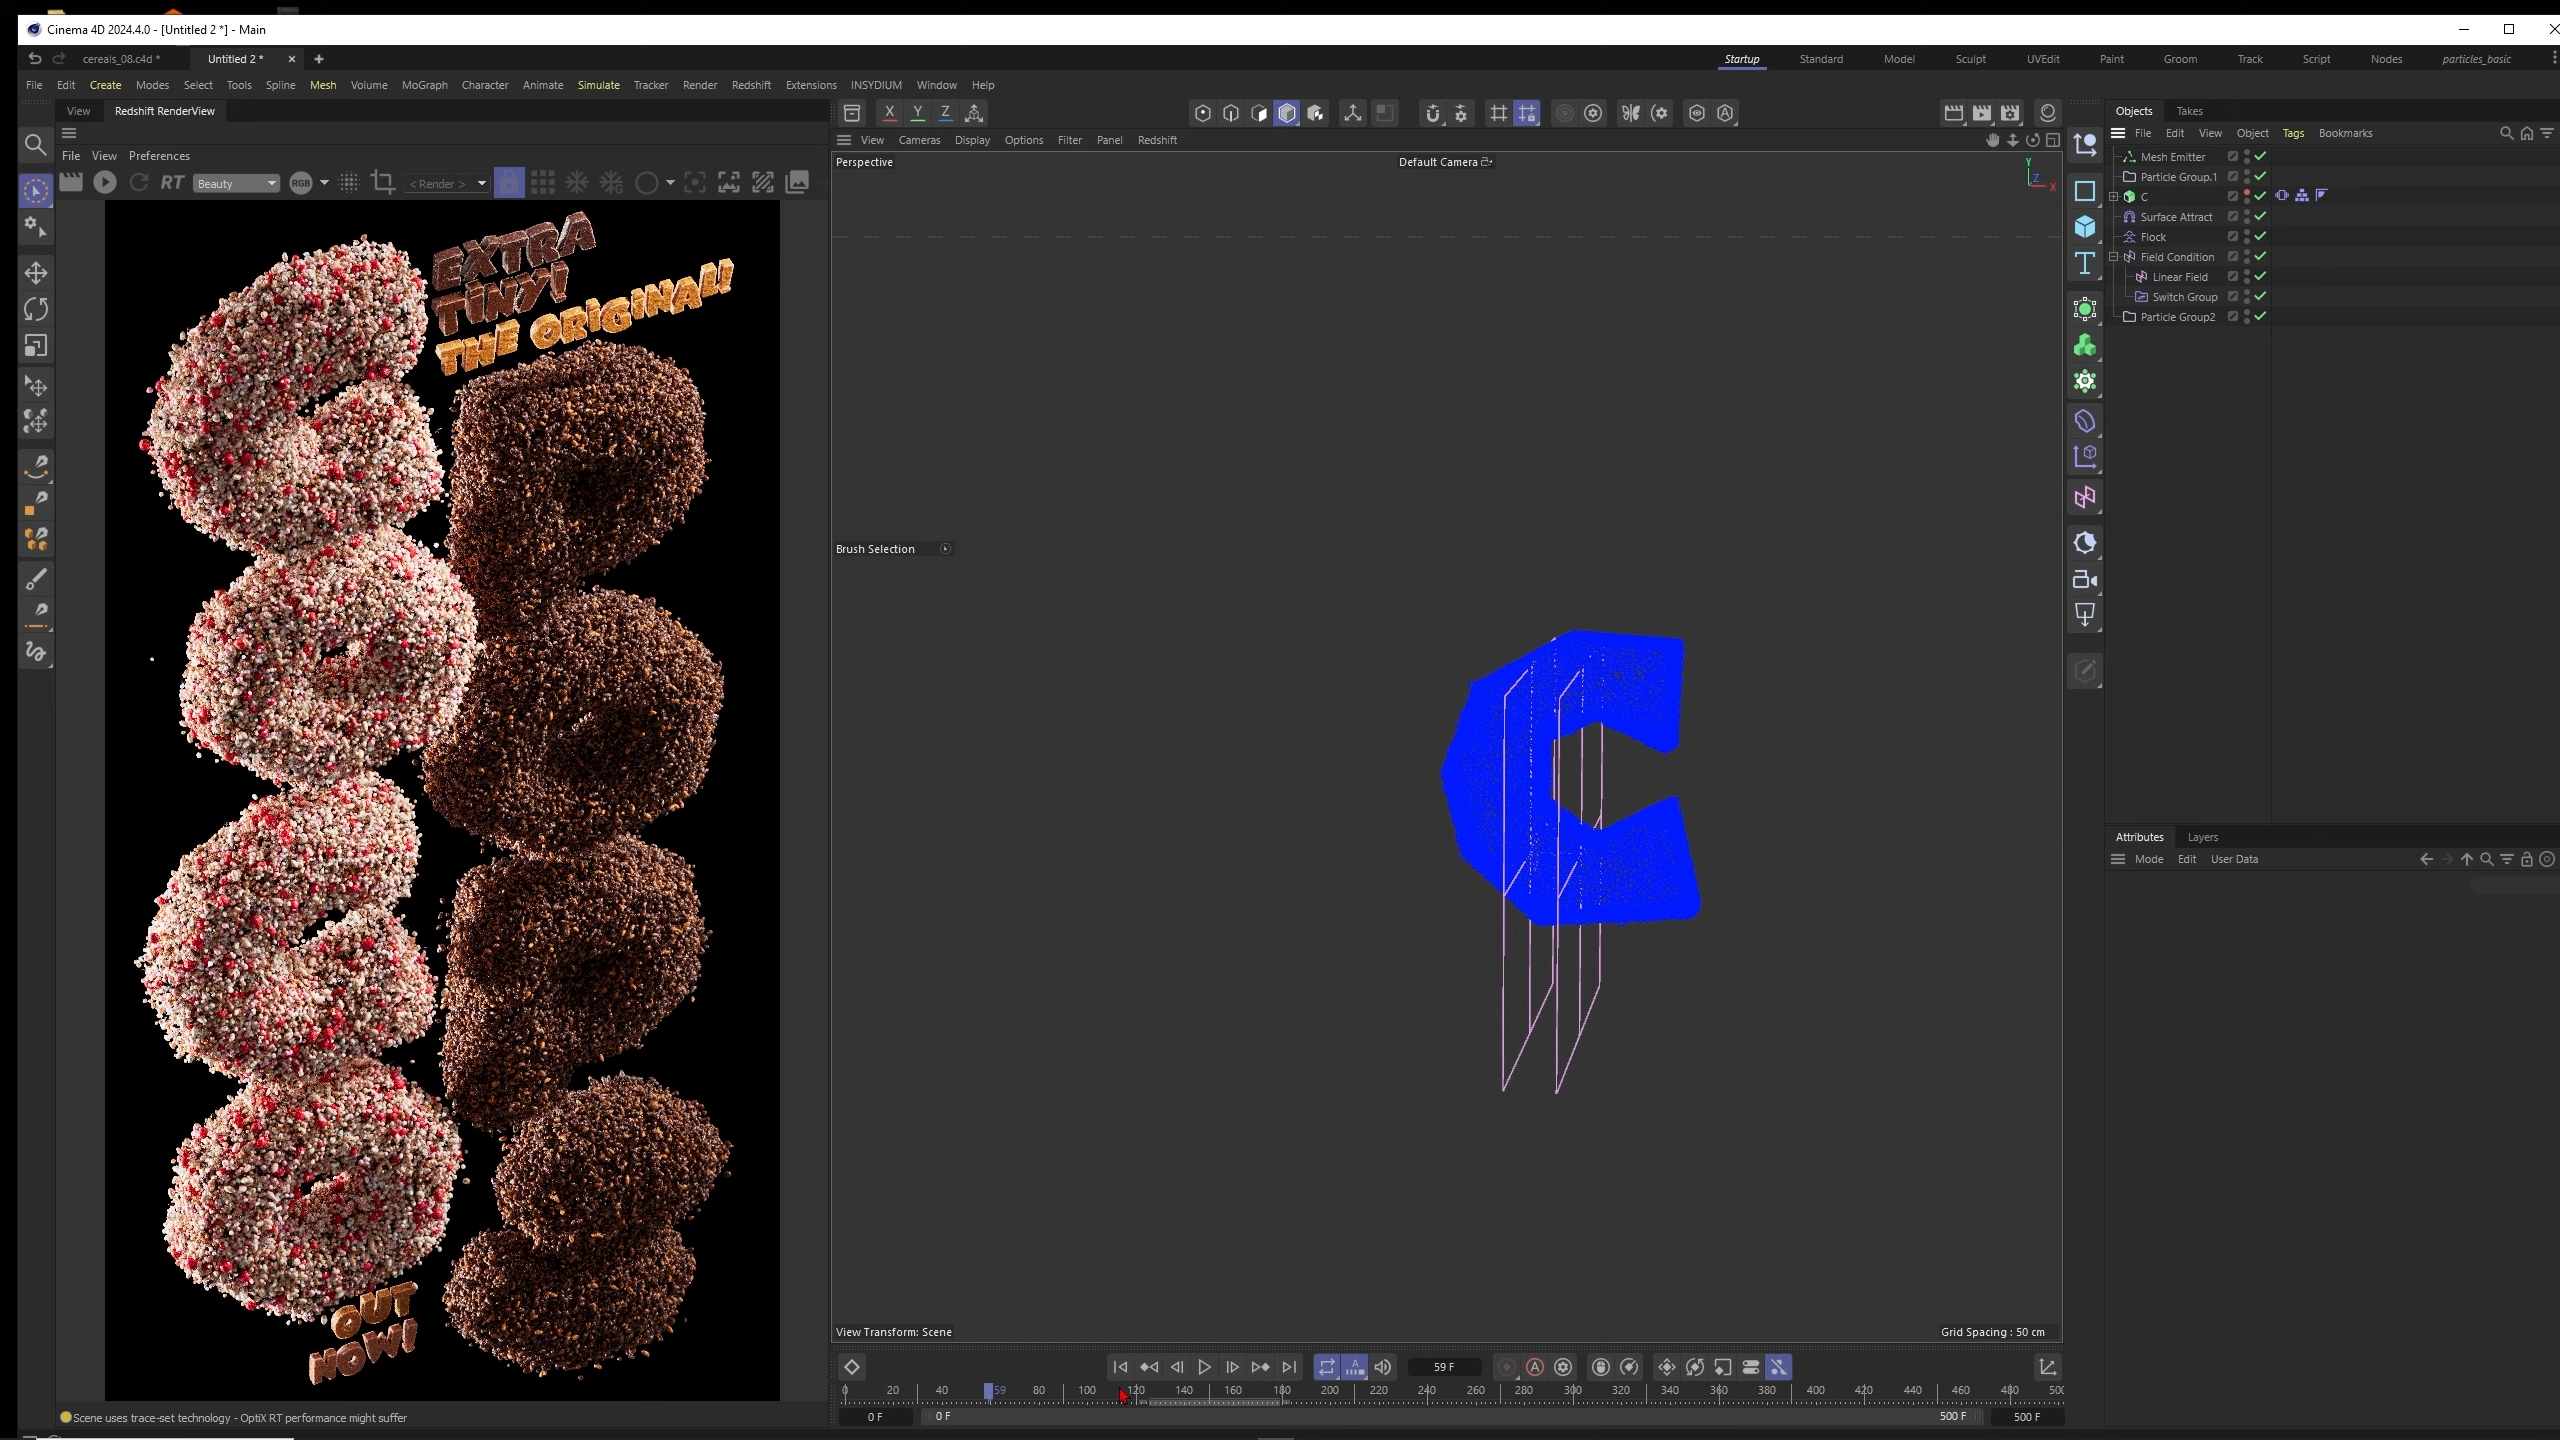 Cinema 4D 2024.4.0 - [Untitled 2 *] - Main
cereals_08.c4d * Untitled 2 *
Startup Standard Model Sculpt UVEdit Paint Groom Track Script Nodes particles_basic
File Edit Create Modes Select Tools Spline Mesh Volume MoGraph Character Animate Simulate Tracker Render Redshift Extensions INSYDIUM Window Help
View Redshift RenderView
File View Preferences
RT Beauty RGB < Render >
EXTRA
TINY!
THE ORIGINAL!
OUT
NOW!
Scene uses trace-set technology - OptiX RT performance might suffer
X Y Z
View Cameras Display Options Filter Panel Redshift
Perspective
Default Camera
Y
Z
X
Brush Selection
View Transform: Scene
Grid Spacing : 50 cm
59 F
0 20 40 59 80 100 120 140 160 180 200 220 240 260 280 300 320 340 360 380 400 420 440 460 480 500
0 F 0 F 500 F 500 F
Objects Takes
File Edit View Object Tags Bookmarks
Mesh Emitter
Particle Group.1
C
Surface Attract
Flock
Field Condition
Linear Field
Switch Group
Particle Group2
Attributes Layers
Mode Edit User Data